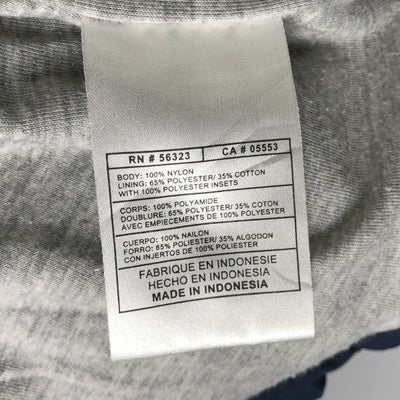 RN # 56323 CA # 05553
BODY: 100% NYLON
LINING: 65% POLYESTER/ 35% COTTON
WITH 100% POLYESTER INSETS
CORPS: 100% POLYAMIDE
DOUBLURE: 65% POLYESTER/ 35% COTON
AVEC EMPIECEMENTS DE 100% POLYESTER
CUERPO: 100% NAILON
FORRO: 65% POLIESTER/ 35% ALGODON
CON INJERTOS DE 100% POLIESTER
FABRIQUE EN INDONESIE
HECHO EN INDONESIA
MADE IN INDONESIA